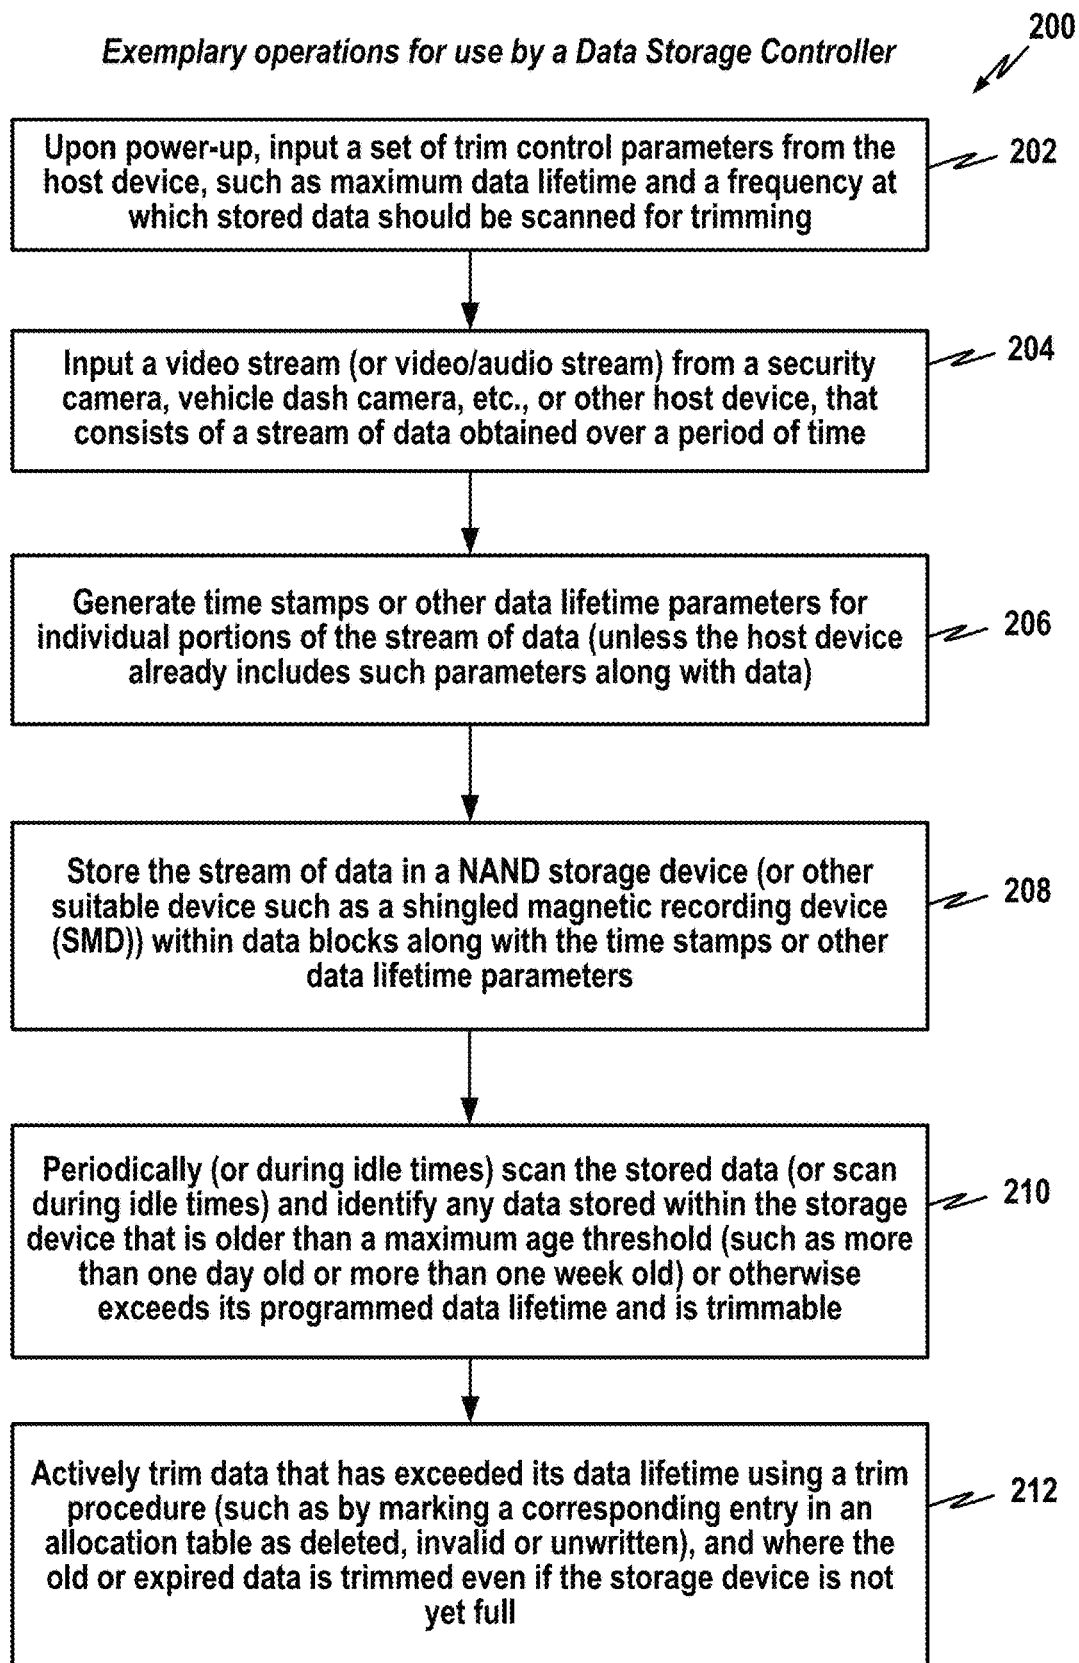 Exemplary operations for use by a Data Storage Controller
200
Upon power-up, input a set of trim control parameters from the
host device, such as maximum data lifetime and a frequency at
which stored data should be scanned for trimming
202
Input a video stream (or video/audio stream) from a security
camera, vehicle dash camera, etc., or other host device, that
consists of a stream of data obtained over a period of time
204
Generate time stamps or other data lifetime parameters for
individual portions of the stream of data (unless the host device
already includes such parameters along with data)
206
Store the stream of data in a NAND storage device (or other
suitable device such as a shingled magnetic recording device
(SMD)) within data blocks along with the time stamps or other
data lifetime parameters
208
Periodically (or during idle times) scan the stored data (or scan
during idle times) and identify any data stored within the storage
device that is older than a maximum age threshold (such as more
than one day old or more than one week old) or otherwise
exceeds its programmed data lifetime and is trimmable
210
Actively trim data that has exceeded its data lifetime using a trim
procedure (such as by marking a corresponding entry in an
allocation table as deleted, invalid or unwritten), and where the
old or expired data is trimmed even if the storage device is not
yet full
212